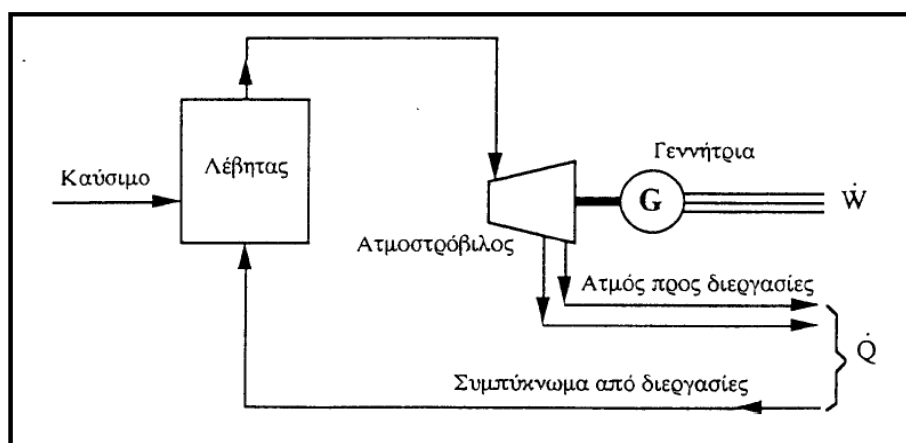 Λέβητας
Καύσιμο
Γεννήτρια
G
Ẇ
Ατμοστρόβιλος
Ατμός προς διεργασίες
Q̇
Συμπύκνωμα από διεργασίες